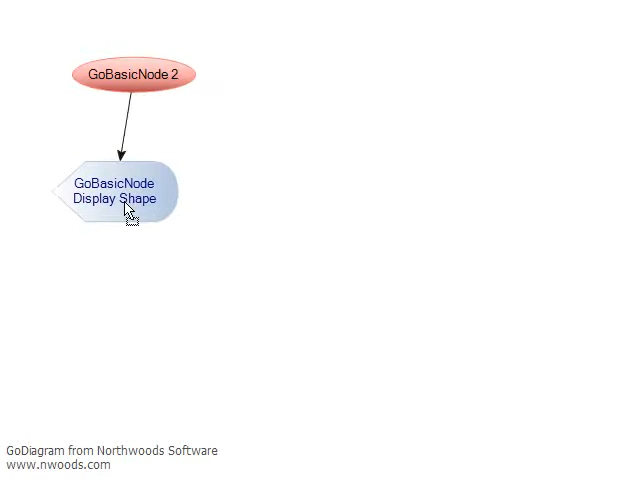 GoBasicNode 2
GoBasicNode
Display Shape
GoDiagram from Northwoods Software
www.nwoods.com